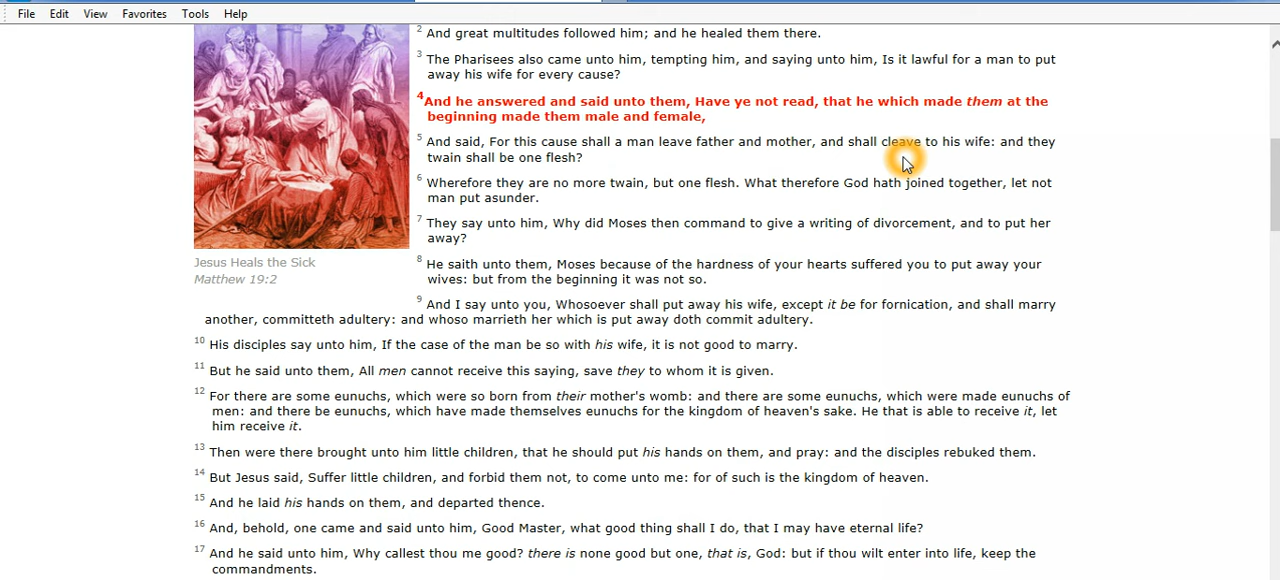 File Edit View Favorites Tools Help
2 And great multitudes followed him; and he healed them there.
3 The Pharisees also came unto him, tempting him, and saying unto him, Is it lawful for a man to put
away his wife for every cause?
4 And he answered and said unto them, Have ye not read, that he which made them at the
beginning made them male and female,
5 And said, For this cause shall a man leave father and mother, and shall cleave to his wife: and they
twain shall be one flesh?
6 Wherefore they are no more twain, but one flesh. What therefore God hath joined together, let not
man put asunder.
7 They say unto him, Why did Moses then command to give a writing of divorcement, and to put her
away?
Jesus Heals the Sick
Matthew 19:2
8 He saith unto them, Moses because of the hardness of your hearts suffered you to put away your
wives: but from the beginning it was not so.
9 And I say unto you, Whosoever shall put away his wife, except it be for fornication, and shall marry
another, committeth adultery: and whoso marrieth her which is put away doth commit adultery.
10 His disciples say unto him, If the case of the man be so with his wife, it is not good to marry.
11 But he said unto them, All men cannot receive this saying, save they to whom it is given.
12 For there are some eunuchs, which were so born from their mother's womb: and there are some eunuchs, which were made eunuchs of
men: and there be eunuchs, which have made themselves eunuchs for the kingdom of heaven's sake. He that is able to receive it, let
him receive it.
13 Then were there brought unto him little children, that he should put his hands on them, and pray: and the disciples rebuked them.
14 But Jesus said, Suffer little children, and forbid them not, to come unto me: for of such is the kingdom of heaven.
15 And he laid his hands on them, and departed thence.
16 And, behold, one came and said unto him, Good Master, what good thing shall I do, that I may have eternal life?
17 And he said unto him, Why callest thou me good? there is none good but one, that is, God: but if thou wilt enter into life, keep the
commandments.